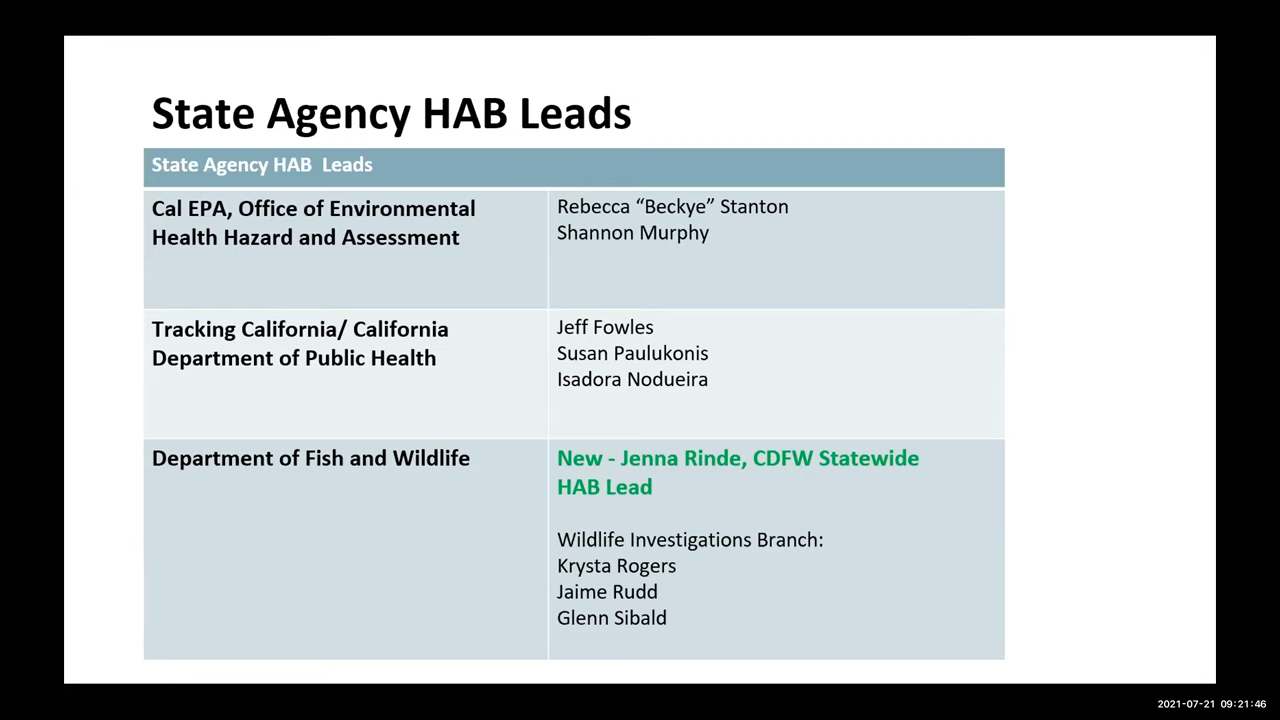 State Agency HAB Leads
State Agency HAB Leads
Cal EPA, Office of Environmental
Health Hazard and Assessment
Rebecca “Beckye” Stanton
Shannon Murphy
Tracking California/ California
Department of Public Health
Jeff Fowles
Susan Paulukonis
Isadora Nodueira
Department of Fish and Wildlife
New - Jenna Rinde, CDFW Statewide
HAB Lead
Wildlife Investigations Branch:
Krysta Rogers
Jaime Rudd
Glenn Sibald
2021-07-21 09:21:46